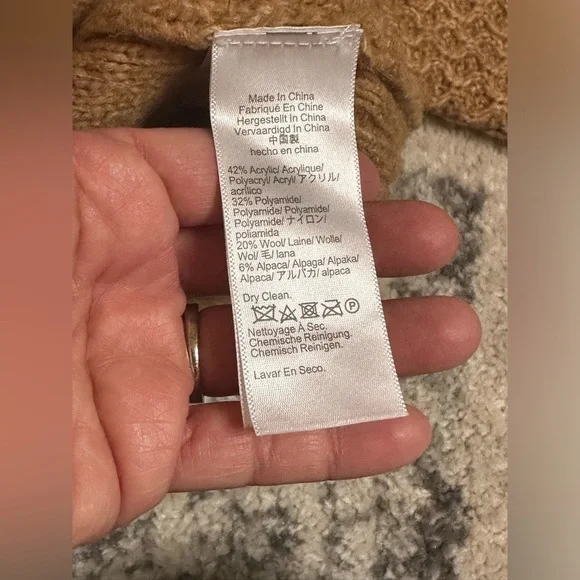 Made In China
Fabriqué En Chine
Hergestellt In China
Vervaardigd In China
中国製
hecho en china
42% Acrylic/ Acrylique/
Polyacryl/ Acryl/ アクリル/
acrílico
32% Polyamide/
Polyamide/ Polyamide/
Polyamide/ ナイロン/
poliamida
20% Wool/ Laine/ Wolle/
Wol/ 毛/ lana
6% Alpaca/ Alpaga/ Alpaka/
Alpaca/ アルパカ/ alpaca
Dry Clean.
P
Nettoyage À Sec.
Chemische Reinigung.
Chemisch Reinigen.
Lavar En Seco.